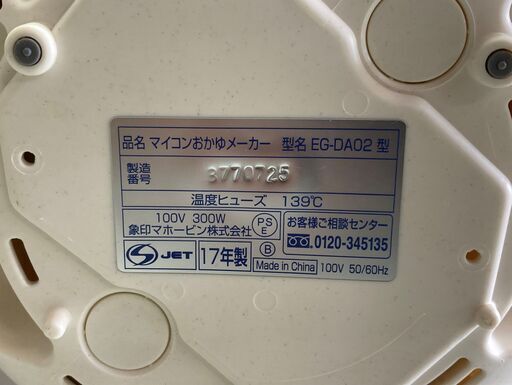 品名 マイコンおかゆメーカー 型名 EG-DA02 型
製造番号 3770725
温度ヒューズ 139℃
100V 300W
象印マホービン株式会社
PS E
お客様ご相談センター
0120-345135
S JET
17年製
B
Made in China
100V 50/60Hz